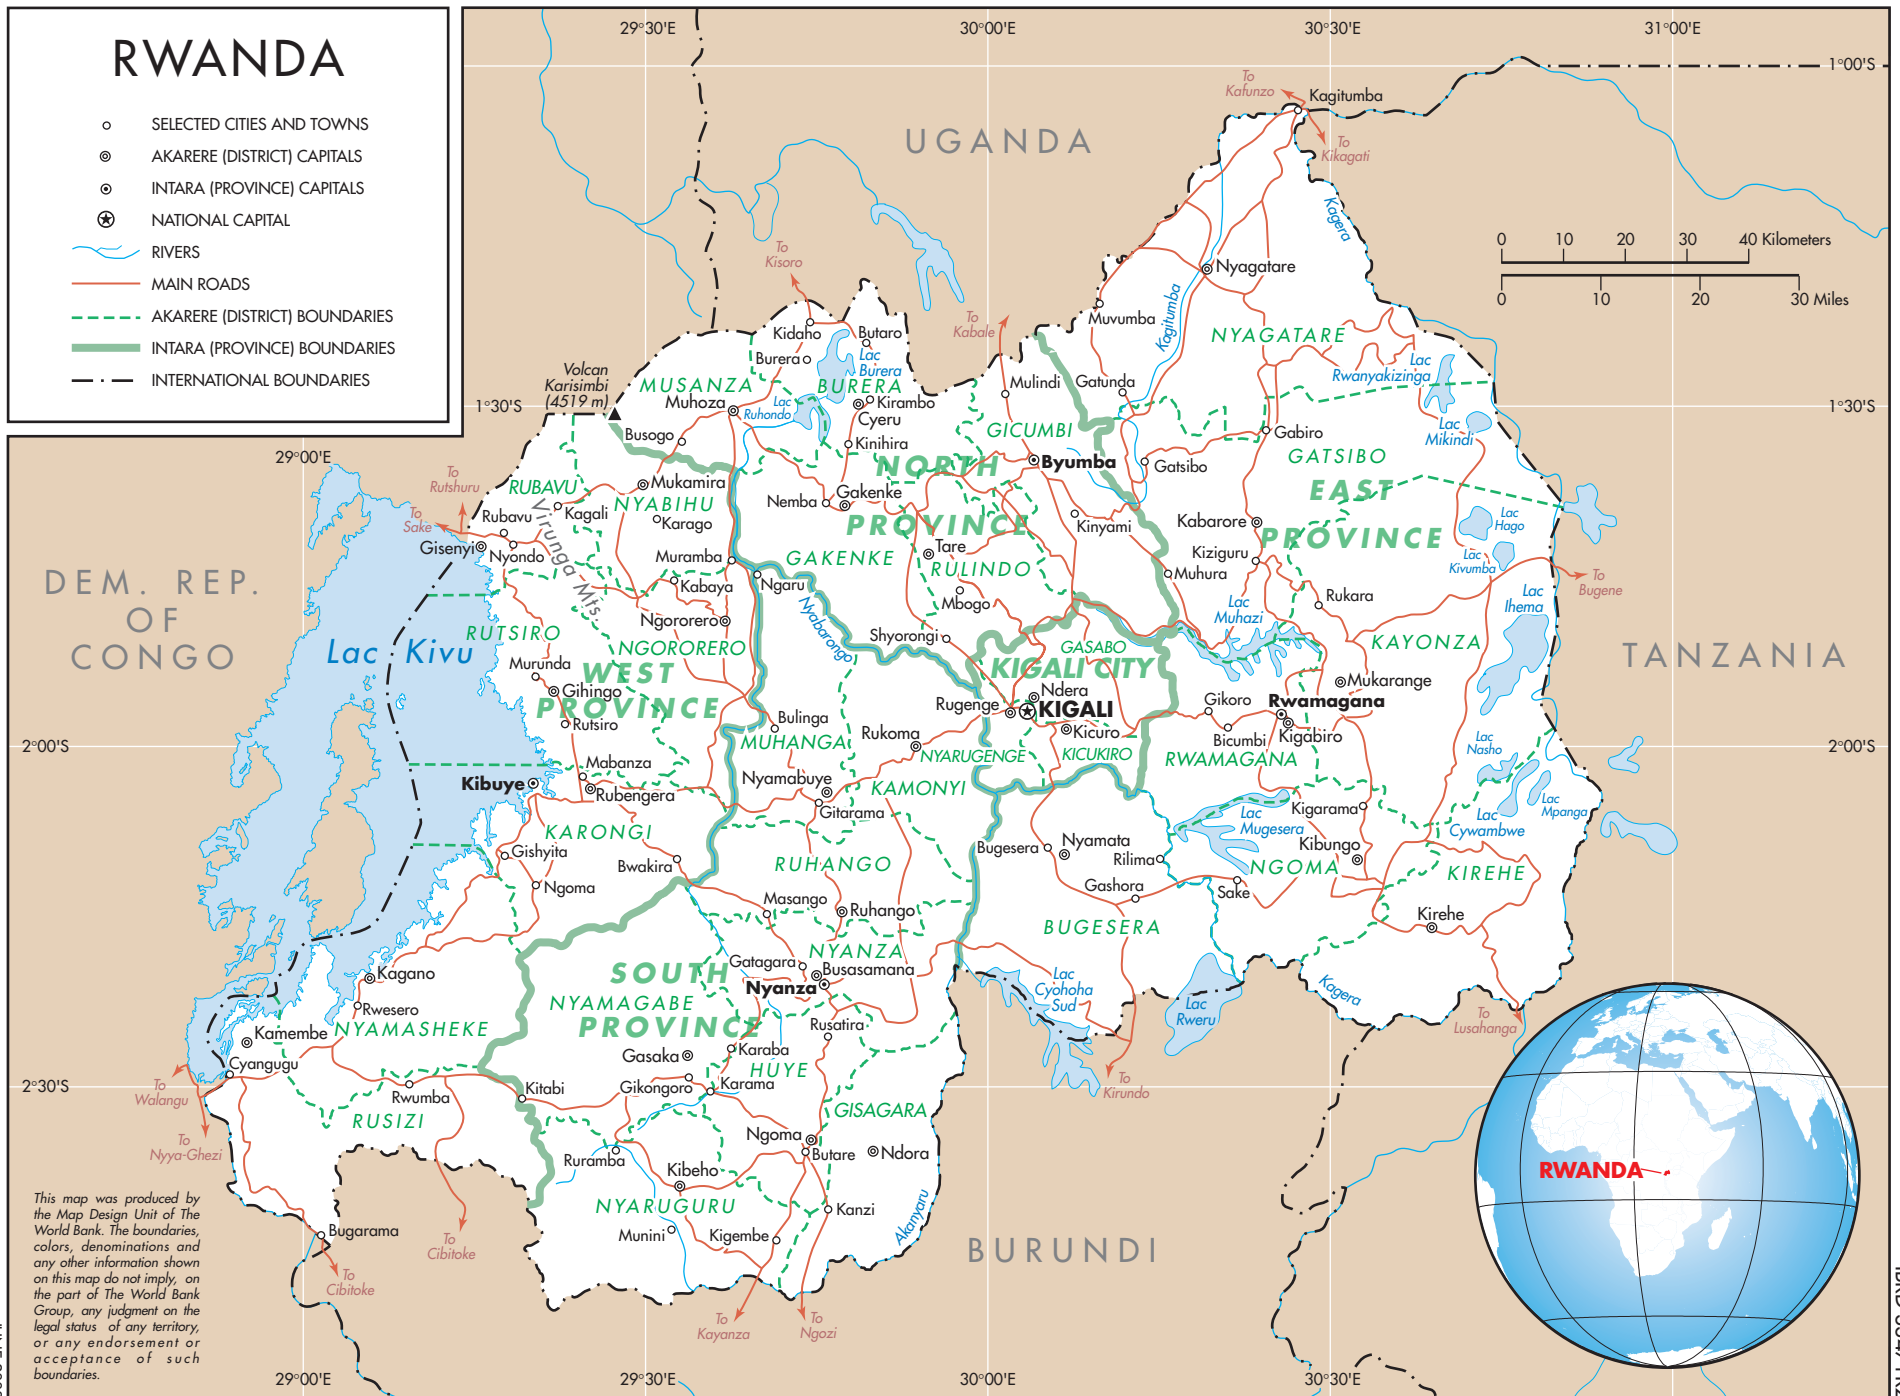 RWANDA
SELECTED CITIES AND TOWNS
AKARERE (DISTRICT) CAPITALS
INTARA (PROVINCE) CAPITALS
NATIONAL CAPITAL
RIVERS
MAIN ROADS
AKARERE (DISTRICT) BOUNDARIES
INTARA (PROVINCE) BOUNDARIES
INTERNATIONAL BOUNDARIES
29°30'E
30°00'E
30°30'E
31°00'E
1°00'S
To
Kafunzo
Kagitumba
To
Kikagati
UGANDA
Kagera
0 10 20 30 40 Kilometers
0 10 20 30 Miles
To
Kisoro
Nyagatare
Muvumba
Kagitumba
NYAGATARE
To
Kabale
Kidaho
Butaro
Burera
Lac
Burera
Volcan
Karisimbi
(4519 m)
MUSANZA
BURERA
Muhoza
Lac
Ruhondo
Kirambo
Cyeru
Mulindi
Gatunda
Lac
Rwanyakizinga
1°30'S
1°30'S
Busogo
Kinihira
GICUMBI
Gabiro
Lac
Mikindi
29°00'E
NORTH
PROVINCE
Byumba
Gatsibo
GATSIBO
EAST
PROVINCE
To
Rutshuru
To
Sake
RUBAVU
Mukamira
NYABIHU
Kagali
Karago
Rubavu
Gisenyi
Nyondo
Virunga Mts.
Nemba
Gakenke
Kinyami
Kabarore
Lac
Hago
Lac
Kivumba
Muramba
GAKENKE
Tare
RULINDO
Kiziguru
Muhura
To
Bugene
DEM. REP.
OF
CONGO
Kabaya
Ngaru
Mbogo
Rukara
Lac
Ihema
Ngororero
Nyabarongo
Lac
Muhazi
Lac Kivu
RUTSIRO
NGORORERO
Shyorongi
GASABO
KAYONZA
TANZANIA
Murunda
WEST
PROVINCE
KIGALI CITY
Gihingo
Mukarange
Ndera
Rugenge
KIGALI
Gikoro
Rwamagana
Rutsiro
Bulinga
Rukoma
Kicuro
Bicumbi
Kigabiro
2°00'S
2°00'S
MUHANGA
NYARUGENGE
KICUKIRO
RWAMAGANA
Lac
Nasho
Mabanza
Kibuye
Rubengera
Nyamabuye
KAMONYI
Gitarama
Kigarama
Lac
Mpanga
Lac
Cywambwe
Lac
Mugesera
KARONGI
Gishyita
Bwakira
RUHANGO
Bugesera
Nyamata
Rilima
Kibungo
NGOMA
KIREHE
Ngoma
Gashora
Sake
Masango
Ruhango
Kirehe
BUGESERA
NYANZA
Gatagara
Busasamana
Nyanza
SOUTH
PROVINCE
NYAMAGABE
Kagano
Rwesero
NYAMASHEKE
Lac
Cyohoha
Sud
Lac
Rweru
Kagera
To
Lusahanga
Kamembe
Cyangugu
Rusatira
Gasaka
Karaba
HUYE
2°30'S
2°30'S
To
Walangu
Rwumba
Kitabi
Gikongoro
Karama
To
Kirundo
RUSIZI
GISAGARA
To
Nyya-Ghezi
Ngoma
Butare
Ndora
Ruramba
Kibeho
NYARUGURU
Kanzi
Munini
Kigembe
Akanyaru
BURUNDI
RWANDA
Bugarama
To
Cibitoke
To
Cibitoke
To
Kayanza
To
Ngozi
This map was produced by
the Map Design Unit of The
World Bank. The boundaries,
colors, denominations and
any other information shown
on this map do not imply, on
the part of The World Bank
Group, any judgment on the
legal status of any territory,
or any endorsement or
acceptance of such
boundaries.
29°00'E
29°30'E
30°00'E
30°30'E